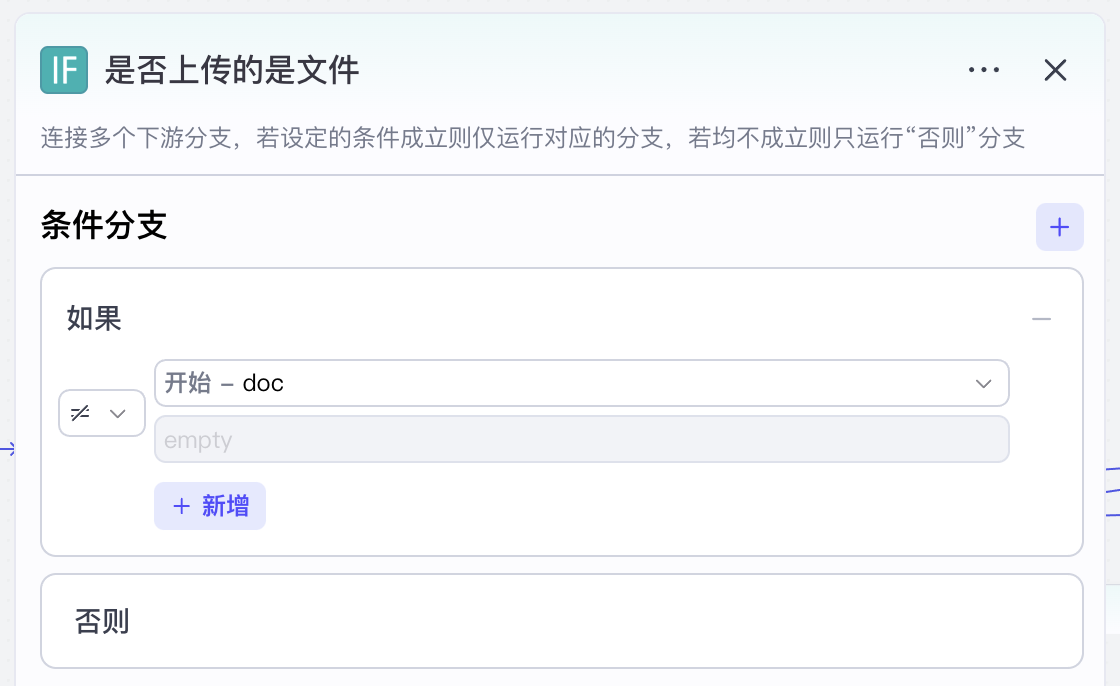 IF 是否上传的是文件
连接多个下游分支，若设定的条件成立则仅运行对应的分支，若均不成立则只运行“否则”分支
条件分支
如果
开始 – doc
≠
empty
+ 新增
否则